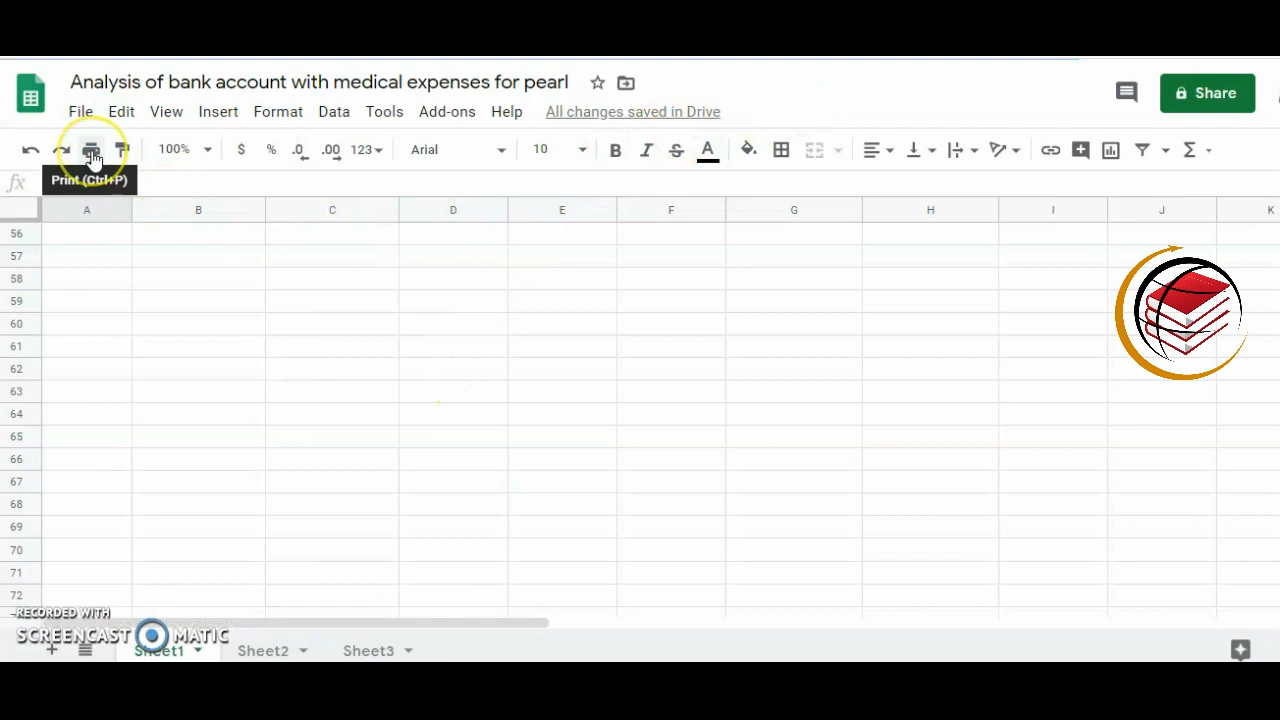 Analysis of bank account with medical expenses for pearl
File Edit View Insert Format Data Tools Add-ons Help All changes saved in Drive
Share
100% $ % .0 .00 123 Arial 10 B I S A Σ
Print (Ctrl+P)
fx
A B C D E F G H I J K
56
57
58
59
60
61
62
63
64
65
66
67
68
69
70
71
72
RECORDED WITH
SCREENCAST MATIC
Sheet1 Sheet2 Sheet3